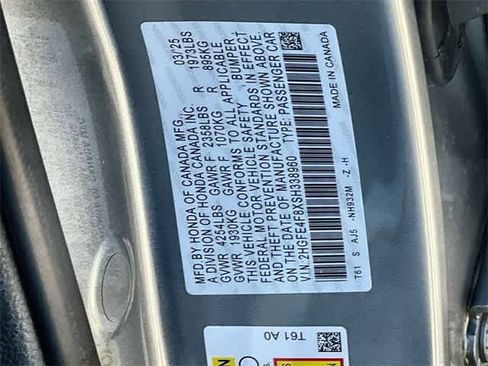 MFD. BY HONDA OF CANADA MFG. 03/25
A DIVISION OF HONDA CANADA INC.
GVWR 4254LBS GAWR F 2358LBS R 1973LBS
GVWR 1930KG GAWR F 1070KG R 895KG
THIS VEHICLE CONFORMS TO ALL APPLICABLE
FEDERAL MOTOR VEHICLE SAFETY, BUMPER,
AND THEFT PREVENTION STANDARDS IN EFFECT
ON THE DATE OF MANUFACTURE SHOWN ABOVE.
V.I.N.:2HGFE4F8XSH338960 TYPE: PASSENGER CAR
T61 S AJ5 -NH932M -Z -H
MADE IN CANADA
T61 A0